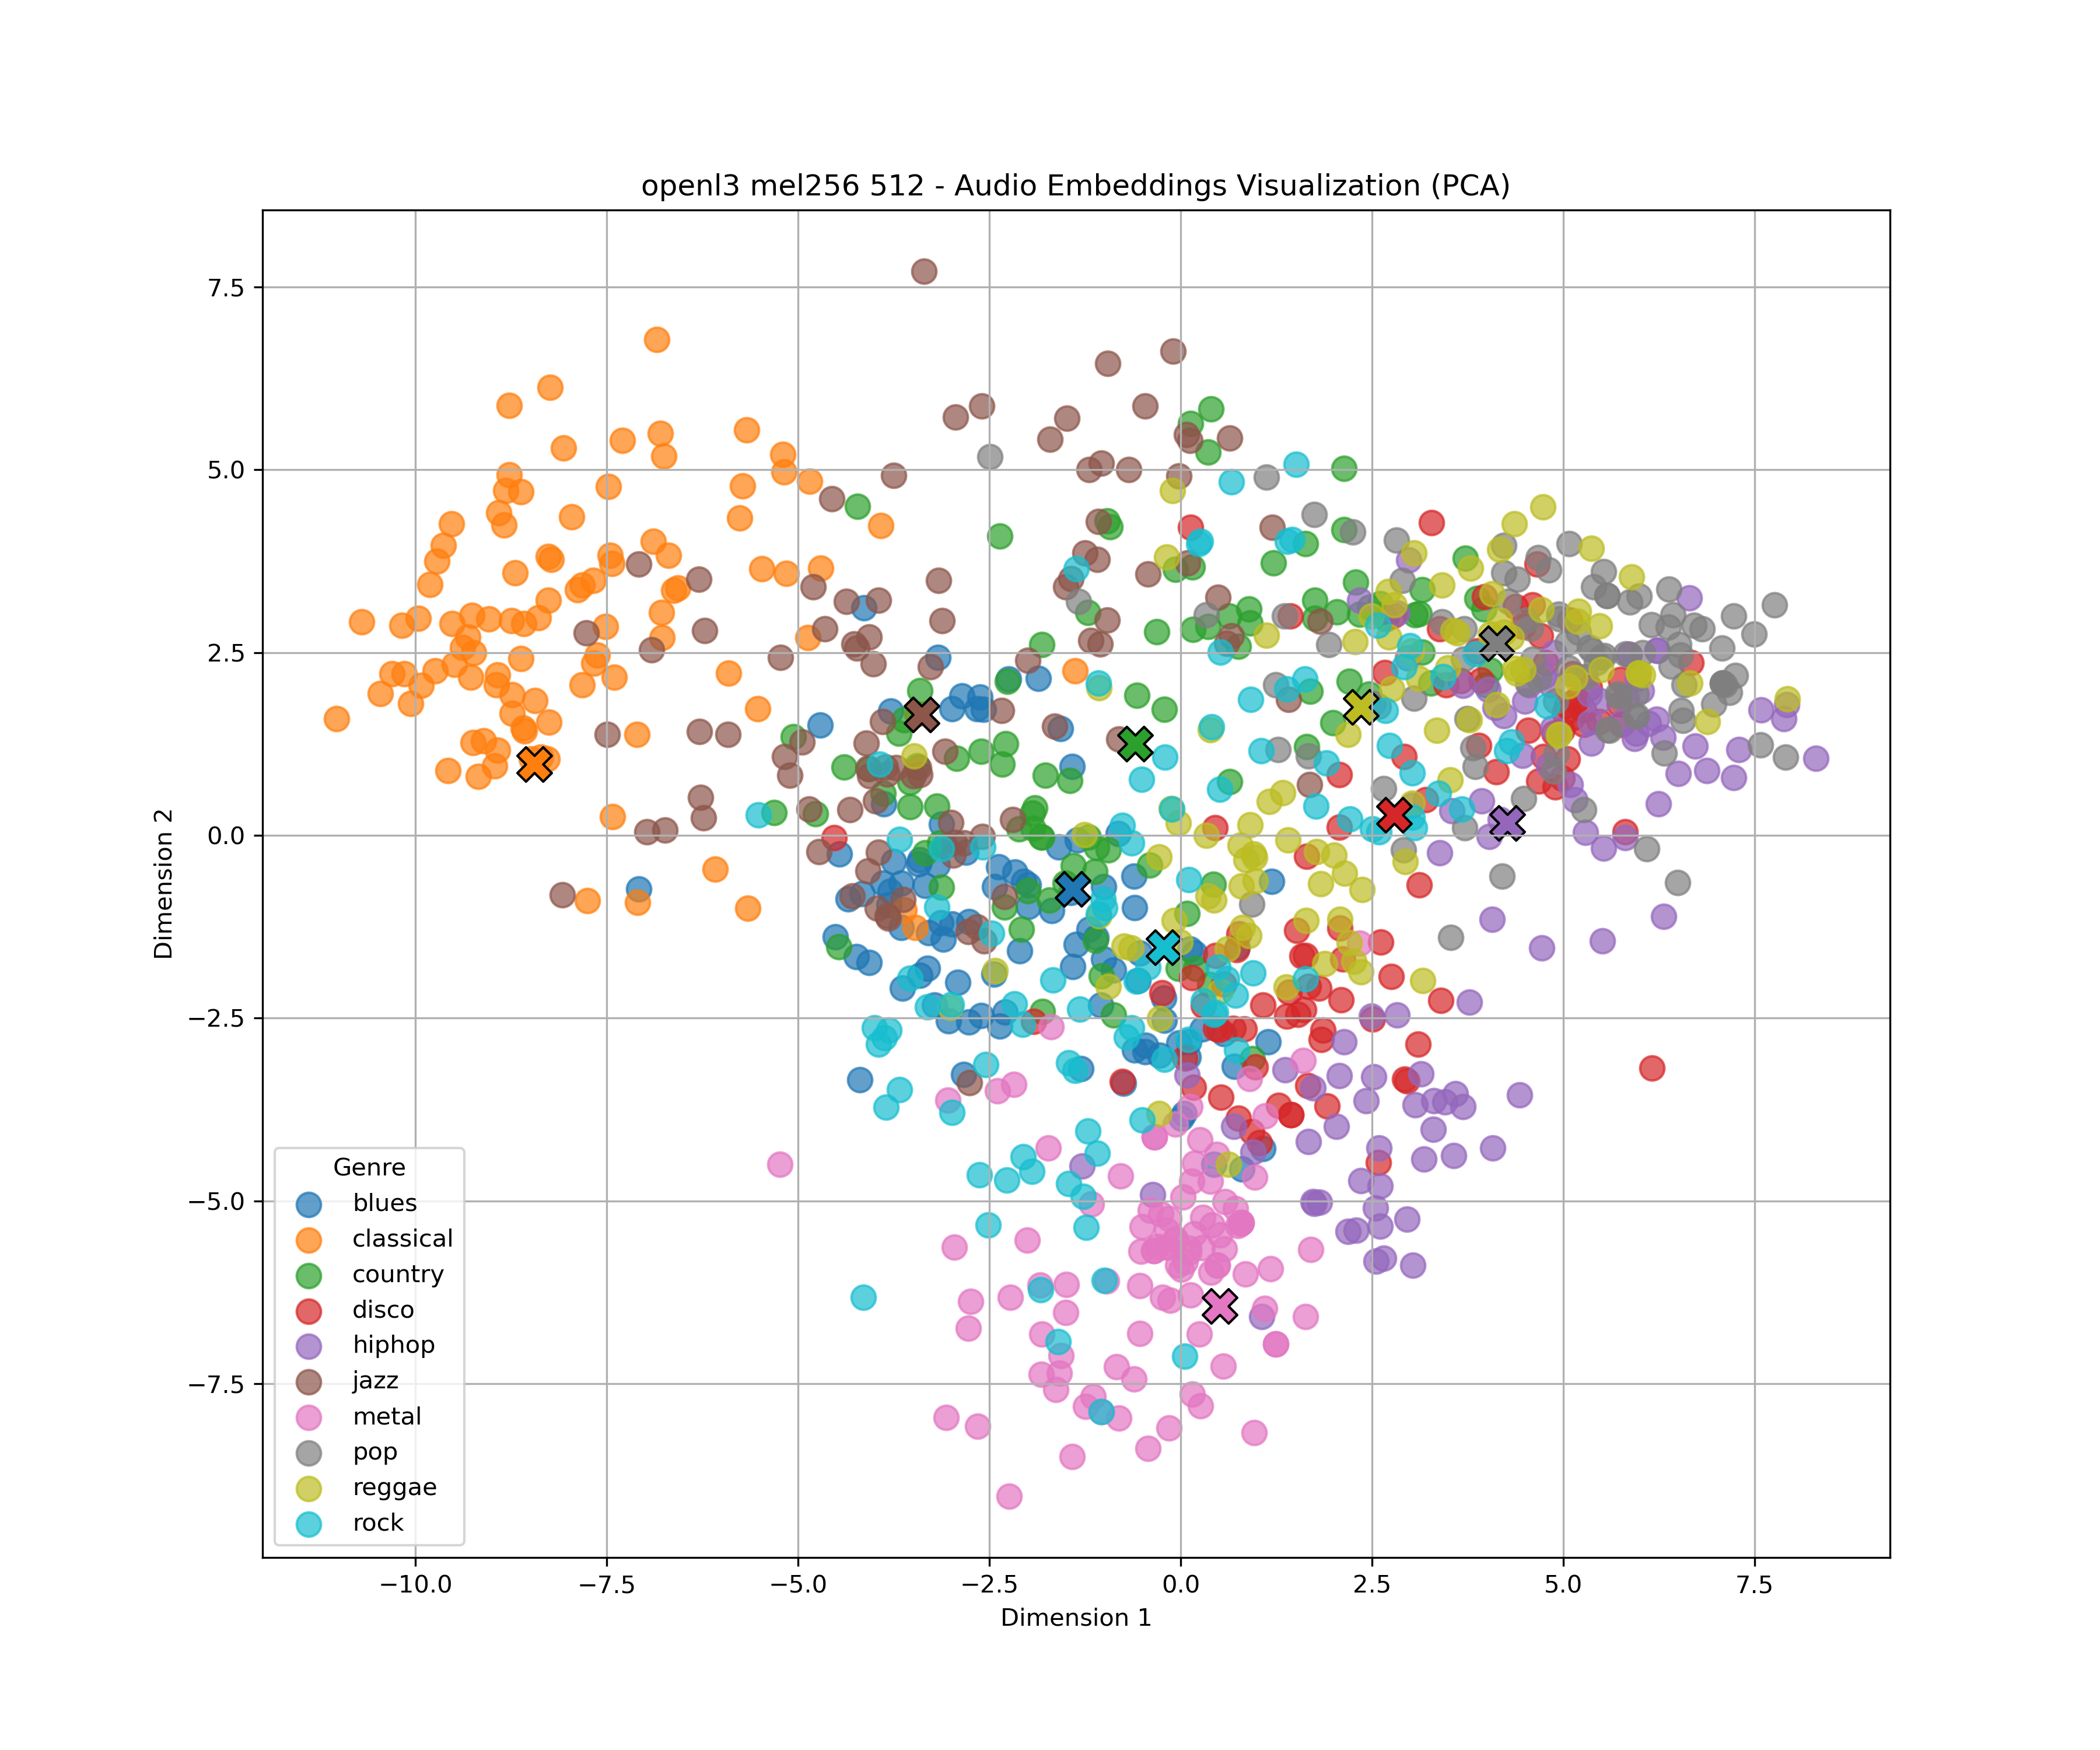 openl3 mel256 512 - Audio Embeddings Visualization (PCA)
7.5
5.0
2.5
0.0
−2.5
−5.0
−7.5
Dimension 2
Genre
blues
classical
country
disco
hiphop
jazz
metal
pop
reggae
rock
−10.0 −7.5 −5.0 −2.5 0.0 2.5 5.0 7.5
Dimension 1